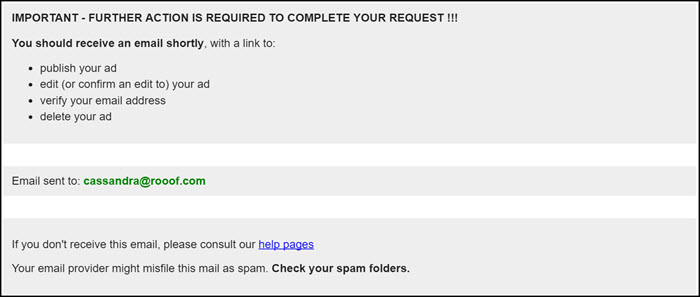 IMPORTANT - FURTHER ACTION IS REQUIRED TO COMPLETE YOUR REQUEST !!!
You should receive an email shortly, with a link to:
• publish your ad
• edit (or confirm an edit to) your ad
• verify your email address
• delete your ad
Email sent to: cassandra@rooof.com
If you don't receive this email, please consult our help pages
Your email provider might misfile this mail as spam. Check your spam folders.